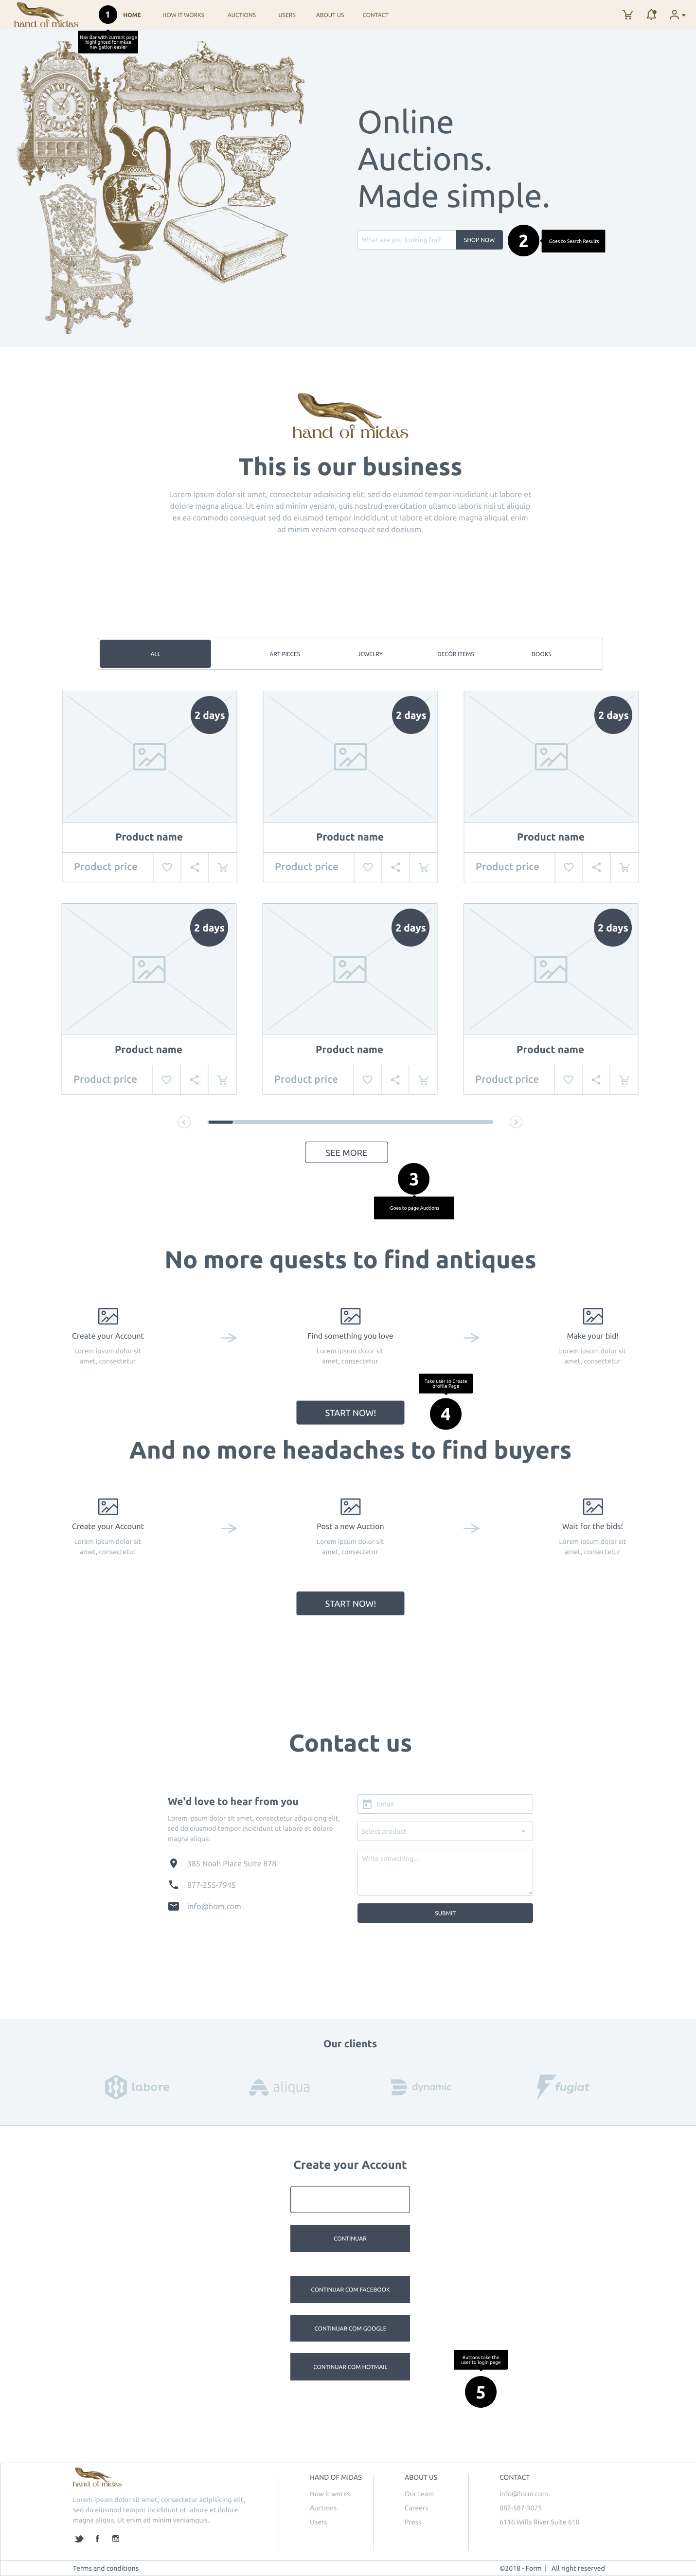 hand of midas
1
HOME
HOW IT WORKS
AUCTIONS
USERS
ABOUT US
CONTACT
Nav Bar with current page
highlighted for mkae
navigation easier
Online
Auctions.
Made simple.
What are you looking for?
SHOP NOW
2
Goes to Search Results
hand of midas
This is our business
Lorem ipsum dolor sit amet, consectetur adipisicing elit, sed do eiusmod tempor incididunt ut labore et
dolore magna aliqua. Ut enim ad minim veniam, quis nostrud exercitation ullamco laboris nisi ut aliquip
ex ea commodo consequat sed do eiusmod tempor incididunt ut labore et dolore magna aliquat enim
ad minim veniam consequat sed doeiusm.
ALL
ART PIECES
JEWELRY
DECÓR ITEMS
BOOKS
2 days
2 days
2 days
Product name
Product name
Product name
Product price
Product price
Product price
2 days
2 days
2 days
Product name
Product name
Product name
Product price
Product price
Product price
SEE MORE
3
Goes to page Auctions
No more quests to find antiques
Create your Account
Find something you love
Make your bid!
Lorem ipsum dolor sit
amet, consectetur
Lorem ipsum dolor sit
amet, consectetur
Lorem ipsum dolor sit
amet, consectetur
Take user to Create
profile Page
START NOW!
4
And no more headaches to find buyers
Create your Account
Post a new Auction
Wait for the bids!
Lorem ipsum dolor sit
amet, consectetur
Lorem ipsum dolor sit
amet, consectetur
Lorem ipsum dolor sit
amet, consectetur
START NOW!
Contact us
We'd love to hear from you
Lorem ipsum dolor sit amet, consectetur adipisicing elit,
sed do eiusmod tempor incididunt ut labore et dolore
magna aliqua.
385 Noah Place Suite 878
877-255-7945
info@hom.com
Email
Select product
Write something...
SUBMIT
Our clients
labore
aliqua
dynamic
fugiat
Create your Account
CONTINUAR
CONTINUAR COM FACEBOOK
CONTINUAR COM GOOGLE
CONTINUAR COM HOTMAIL
Buttons take the
user to login page
5
hand of midas
Lorem ipsum dolor sit amet, consectetur adipisicing elit,
sed do eiusmod tempor incididunt ut labore et dolore
magna aliqua. Ut enim ad minim veniamquis.
HAND OF MIDAS
How it works
Auctions
Users
ABOUT US
Our team
Careers
Press
CONTACT
info@form.com
882-587-3025
6116 Willa River Suite 610
Terms and conditions
©2018 - Form | All right reserved